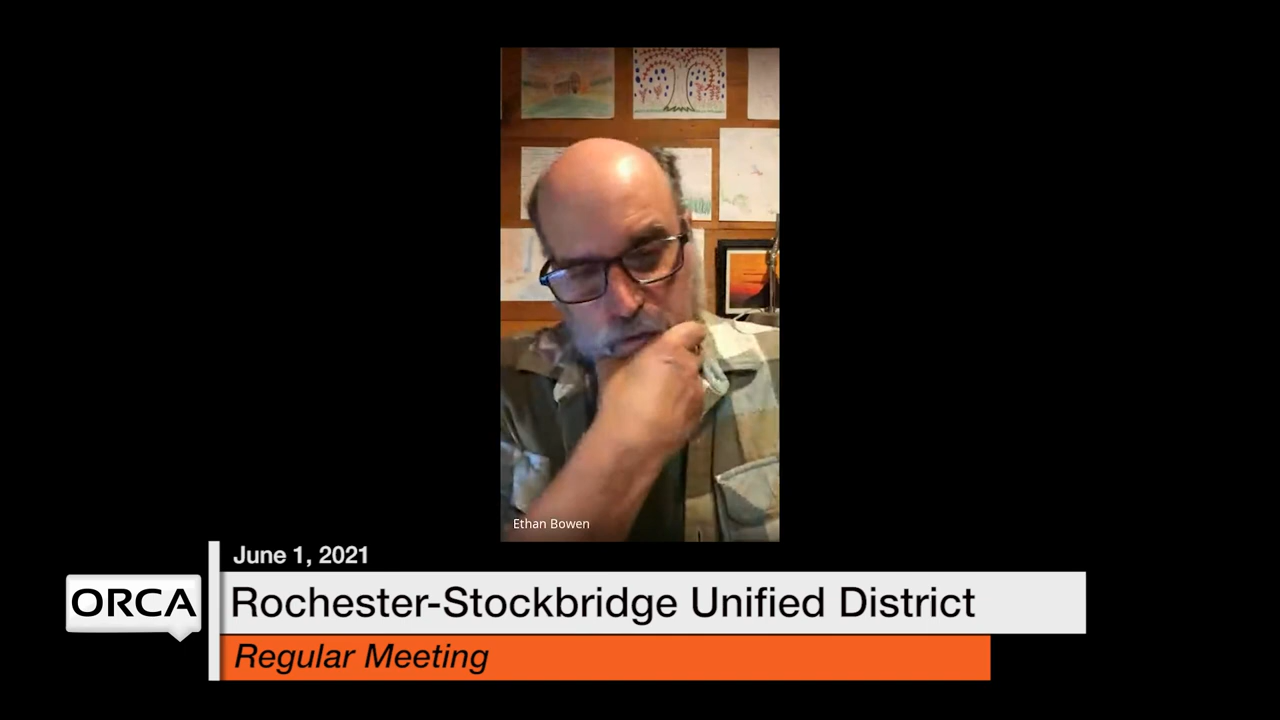 Ethan Bowen
June 1, 2021
ORCA
Rochester-Stockbridge Unified District
Regular Meeting